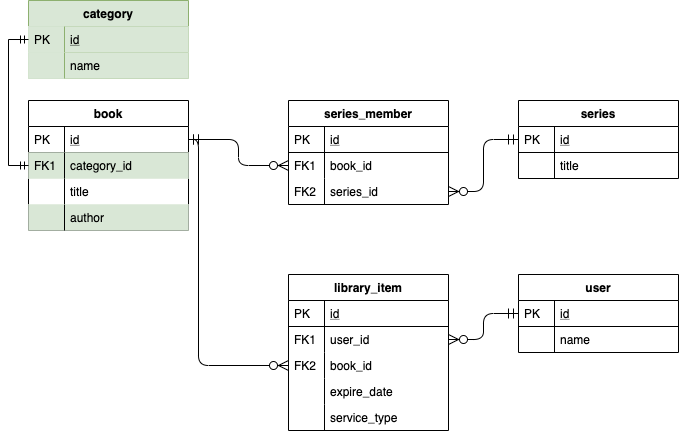 category
PK id
name
book
PK id
FK1 category_id
title
author
series_member
PK id
FK1 book_id
FK2 series_id
series
PK id
title
library_item
PK id
FK1 user_id
FK2 book_id
expire_date
service_type
user
PK id
name